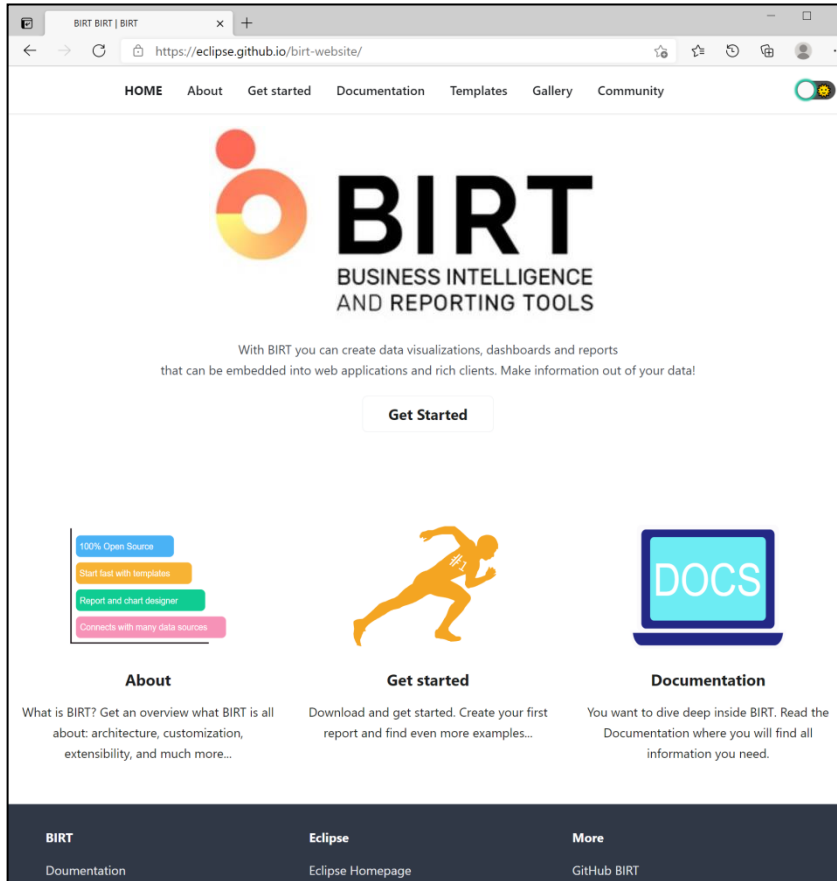 BIRT BIRT | BIRT
https://eclipse.github.io/birt-website/
HOME About Get started Documentation Templates Gallery Community
BIRT
BUSINESS INTELLIGENCE
AND REPORTING TOOLS
With BIRT you can create data visualizations, dashboards and reports
that can be embedded into web applications and rich clients. Make information out of your data!
Get Started
100% Open Source
Start fast with templates
Report and chart designer
Connects with many data sources
#1
DOCS
About
What is BIRT? Get an overview what BIRT is all
about: architecture, customization,
extensibility, and much more...
Get started
Download and get started. Create your first
report and find even more examples...
Documentation
You want to dive deep inside BIRT. Read the
Documentation where you will find all
information you need.
BIRT Eclipse More
Doumentation Eclipse Homepage GitHub BIRT